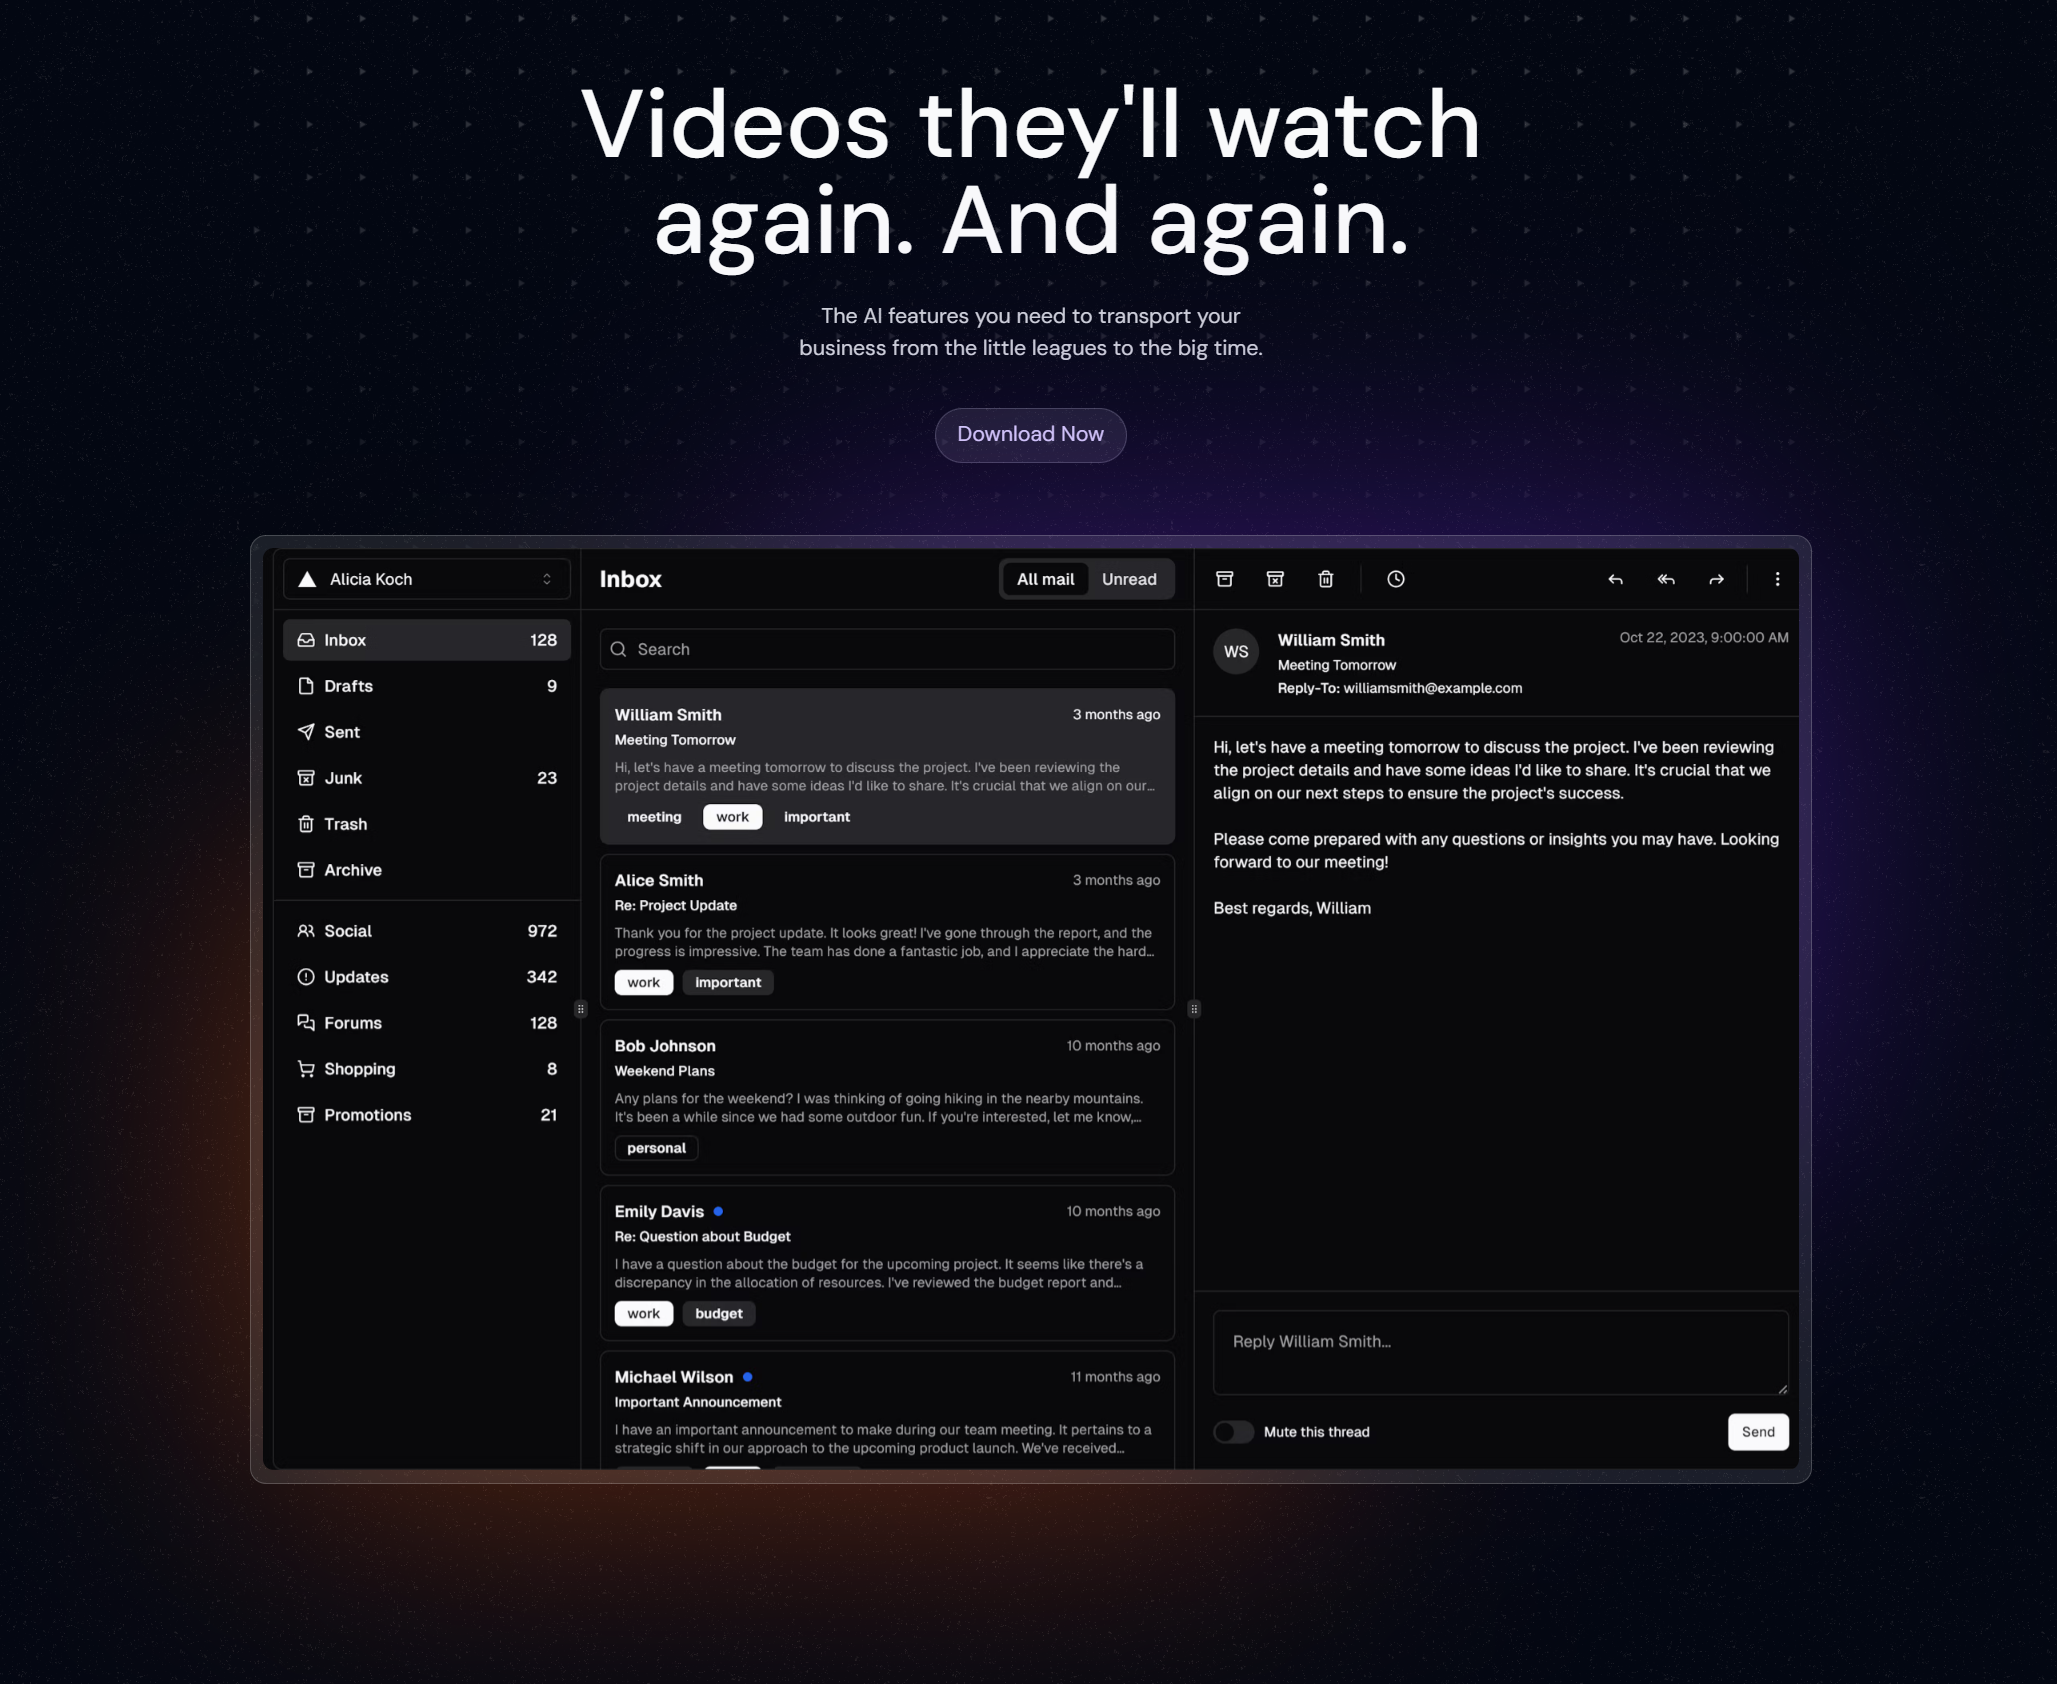 Videos they'll watch
again. And again.
The AI features you need to transport your
business from the little leagues to the big time.
Download Now
Alicia Koch
Inbox 128
Drafts 9
Sent
Junk 23
Trash
Archive
Social 972
Updates 342
Forums 128
Shopping 8
Promotions 21
Inbox
All mail Unread
Search
William Smith 3 months ago
Meeting Tomorrow
Hi, let's have a meeting tomorrow to discuss the project. I've been reviewing the
project details and have some ideas I'd like to share. It's crucial that we align on our…
meeting work important
Alice Smith 3 months ago
Re: Project Update
Thank you for the project update. It looks great! I've gone through the report, and the
progress is impressive. The team has done a fantastic job, and I appreciate the hard…
work important
Bob Johnson 10 months ago
Weekend Plans
Any plans for the weekend? I was thinking of going hiking in the nearby mountains.
It's been a while since we had some outdoor fun. If you're interested, let me know,…
personal
Emily Davis 10 months ago
Re: Question about Budget
I have a question about the budget for the upcoming project. It seems like there's a
discrepancy in the allocation of resources. I've reviewed the budget report and…
work budget
Michael Wilson 11 months ago
Important Announcement
I have an important announcement to make during our team meeting. It pertains to a
strategic shift in our approach to the upcoming product launch. We've received…
WS
William Smith Oct 22, 2023, 9:00:00 AM
Meeting Tomorrow
Reply-To: williamsmith@example.com
Hi, let's have a meeting tomorrow to discuss the project. I've been reviewing
the project details and have some ideas I'd like to share. It's crucial that we
align on our next steps to ensure the project's success.
Please come prepared with any questions or insights you may have. Looking
forward to our meeting!
Best regards, William
Reply William Smith...
Mute this thread Send